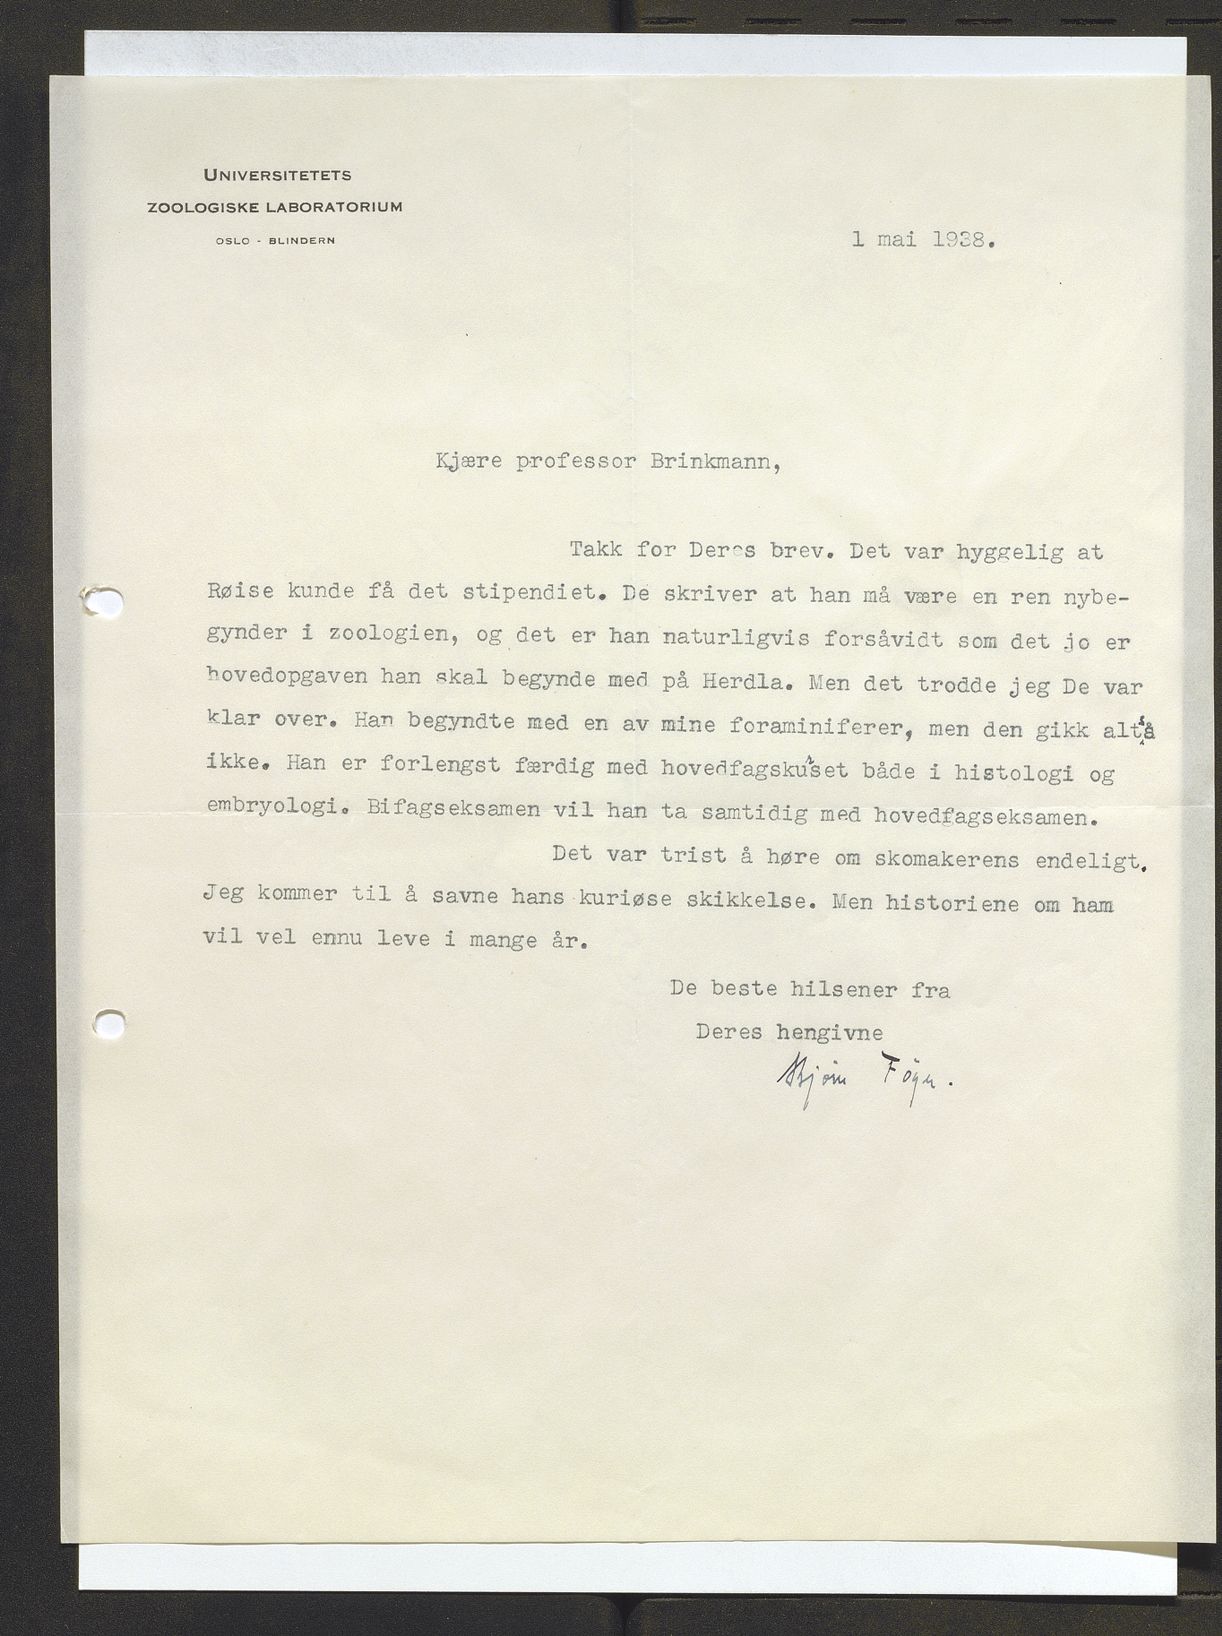 UNIVERSITETETS
ZOOLOGISKE LABORATORIUM
OSLO - BLINDERN
1 mai 1938.
Kjære professor Brinkmann,
Takk for Deres brev. Det var hyggelig at
Røise kunde få det stipendiet. De skriver at han må være en ren nybe-
gynder i zoologien, og det er han naturligvis forsåvidt som det jo er
hovedopgaven han skal begynde med på Herdla. Men det trodde jeg De var
klar over. Han begyndte med en av mine foraminiferer, men den gikk altså
ikke. Han er forlengst færdig med hovedfagskurset både i histologi og
embryologi. Bifagseksamen vil han ta samtidig med hovedfagseksamen.
Det var trist å høre om skomakerens endeligt.
Jeg kommer til å savne hans kuriøse skikkelse. Men historiene om ham
vil vel ennu leve i mange år.
De beste hilsener fra
Deres hengivne
Bjørn Föyn.